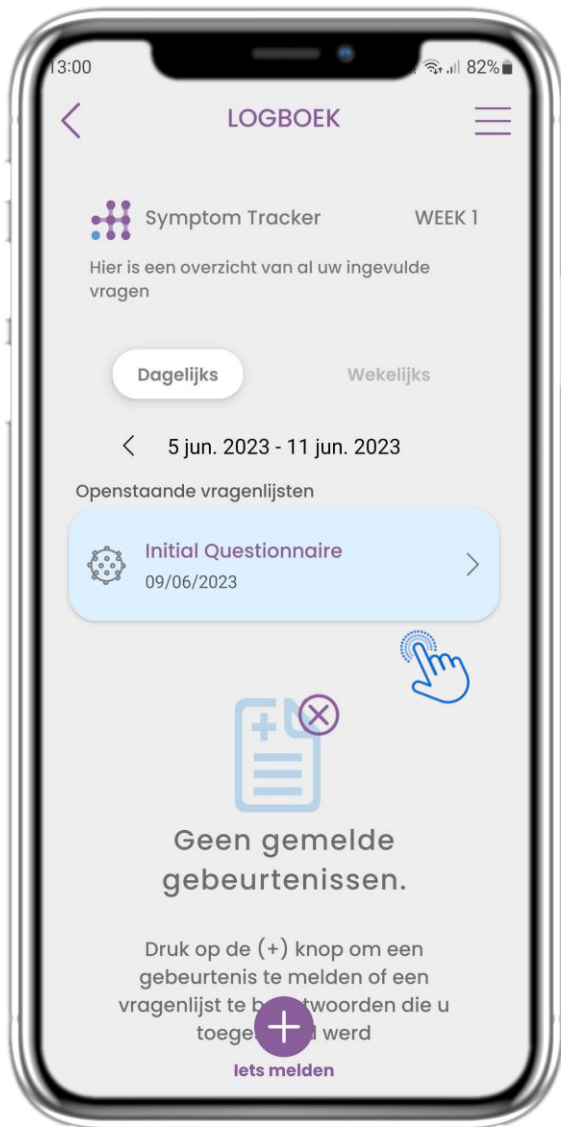 13:00
82%
LOGBOEK
Symptom Tracker WEEK 1
Hier is een overzicht van al uw ingevulde
vragen
Dagelijks Wekelijks
5 jun. 2023 - 11 jun. 2023
Openstaande vragenlijsten
Initial Questionnaire
09/06/2023
Geen gemelde
gebeurtenissen.
Druk op de (+) knop om een
gebeurtenis te melden of een
vragenlijst te die u
werd
Iets melden